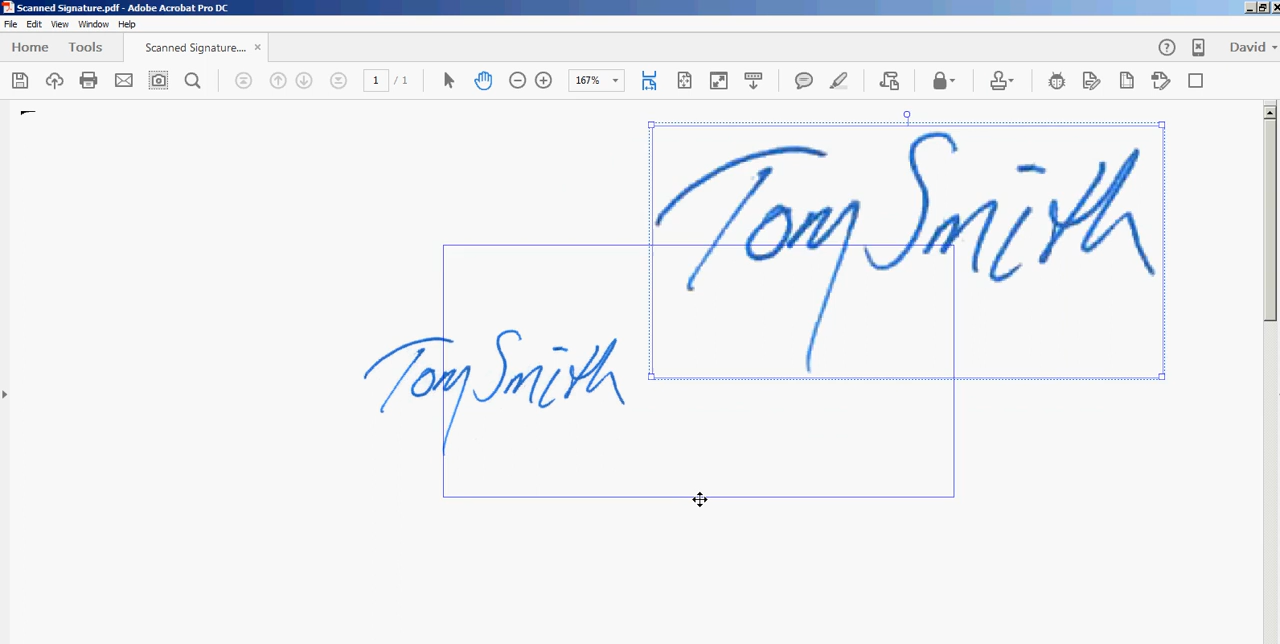 Scanned Signature.pdf - Adobe Acrobat Pro DC
File Edit View Window Help
Home Tools Scanned Signature.... × David
1 / 1 167%
Tom Smith
Tom Smith